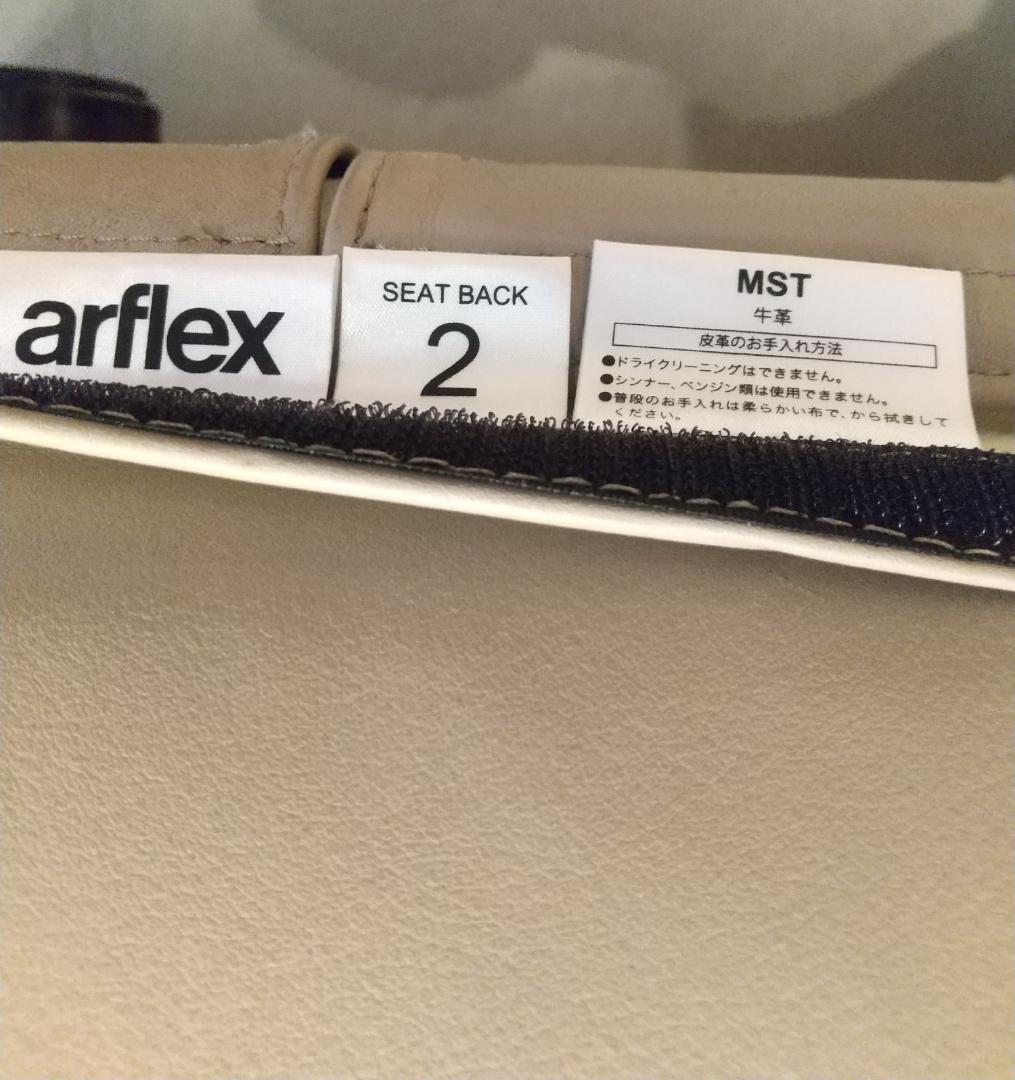 arflex
SEAT BACK
2
MST
牛革
皮革のお手入れ方法
●ドライクリーニングはできません。
●シンナー、ベンジン類は使用できません。
●普段のお手入れは柔らかい布で、から拭きして
ください。